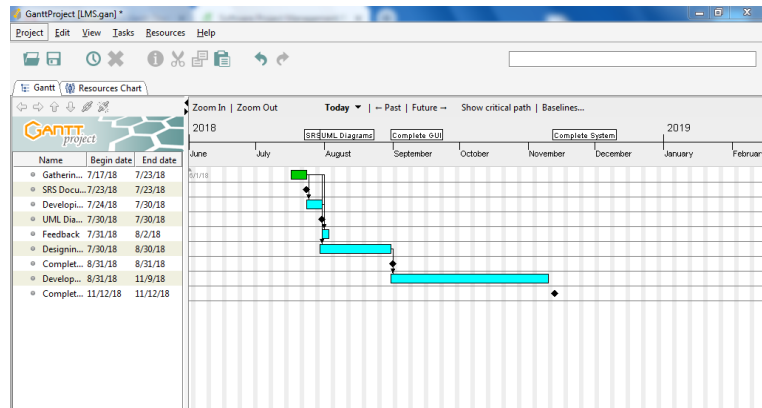 GanttProject [LMS.gan] *
Project Edit View Tasks Resources Help
Gantt Resources Chart
Zoom In | Zoom Out Today ▼ | ← Past | Future → Show critical path | Baselines...
GANTT project
2018 2019
SRS UML Diagrams Complete GUI Complete System
June July August September October November December January Februar
6/1/18
Name Begin date End date
Gatherin... 7/17/18 7/23/18
SRS Docu... 7/23/18 7/23/18
Developi... 7/24/18 7/30/18
UML Dia... 7/30/18 7/30/18
Feedback 7/31/18 8/2/18
Designin... 7/30/18 8/30/18
Complet... 8/31/18 8/31/18
Develop... 8/31/18 11/9/18
Complet... 11/12/18 11/12/18